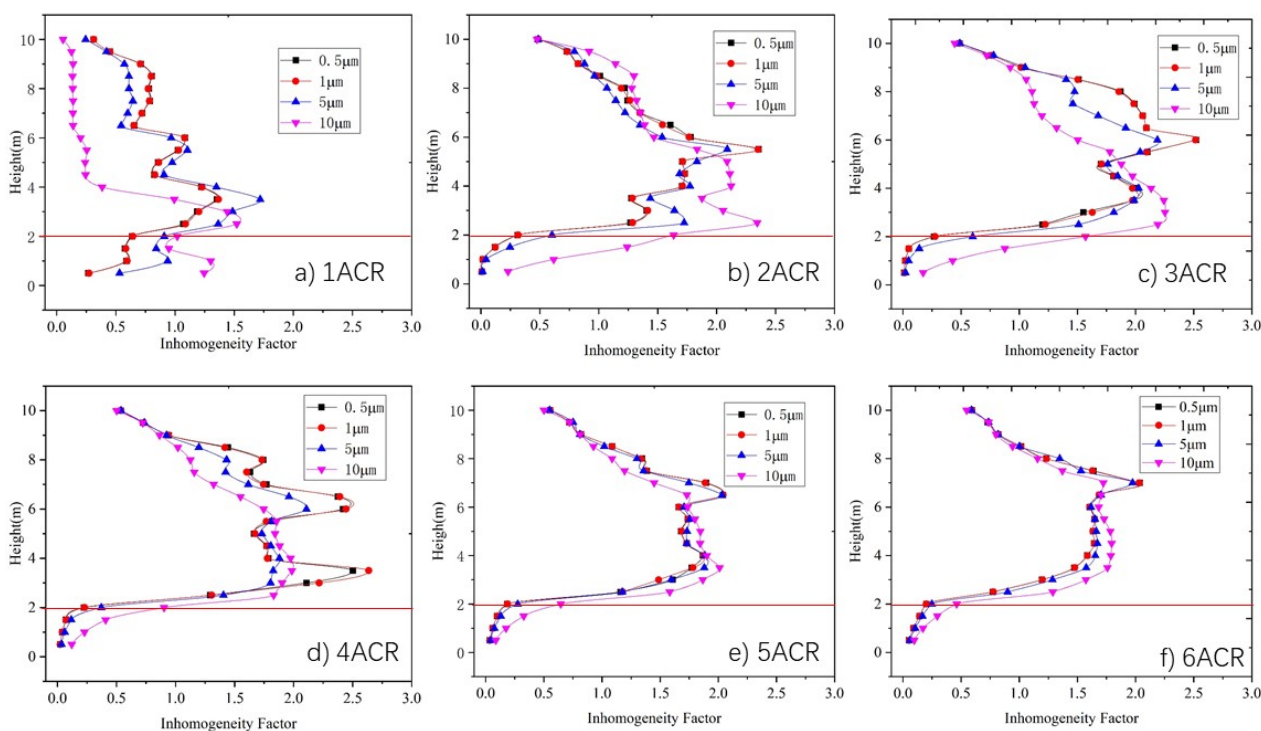 10
8
6
4
2
0
Height(m)
0.5μm
1μm
5μm
10μm
a) 1ACR
0.0 0.5 1.0 1.5 2.0 2.5 3.0
Inhomogeneity Factor
10
8
6
4
2
0
Height(m)
0.5μm
1μm
5μm
10μm
b) 2ACR
0.0 0.5 1.0 1.5 2.0 2.5 3.0
Inhomogeneity Factor
10
8
6
4
2
0
Height(m)
0.5μm
1μm
5μm
10μm
c) 3ACR
0.0 0.5 1.0 1.5 2.0 2.5 3.0
Inhomogeneity Factor
10
8
6
4
2
0
Height(m)
0.5μm
1μm
5μm
10μm
d) 4ACR
0.0 0.5 1.0 1.5 2.0 2.5 3.0
Inhomogeneity Factor
10
8
6
4
2
0
Height(m)
0.5μm
1μm
5μm
10μm
e) 5ACR
0.0 0.5 1.0 1.5 2.0 2.5 3.0
Inhomogeneity Factor
10
8
6
4
2
0
Height(m)
0.5μm
1μm
5μm
10μm
f) 6ACR
0.0 0.5 1.0 1.5 2.0 2.5 3.0
Inhomogeneity Factor